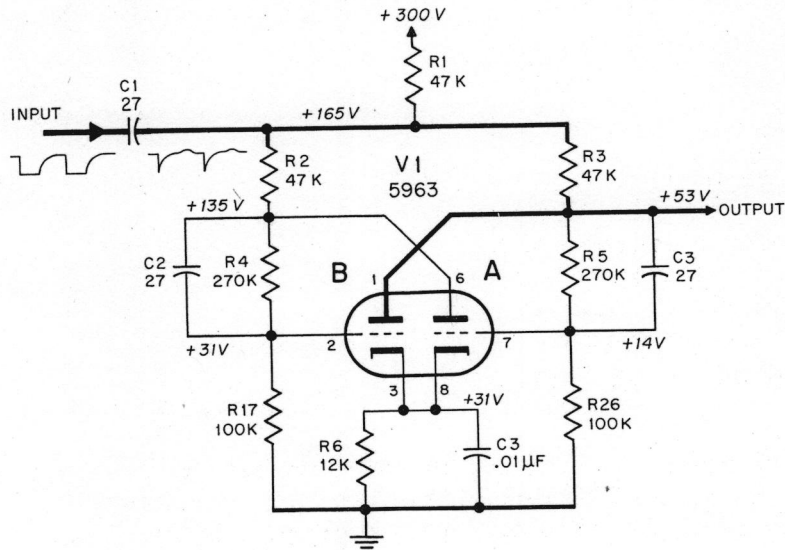 +300V
R1
47K
C1
27
INPUT
+165V
R2
47K
V1
5963
R3
47K
+135V
+53V
OUTPUT
C2
27
R4
270K
B
A
1
6
R5
270K
C3
27
2
7
+31V
+14V
3
8
+31V
R17
100K
R6
12K
C3
.01µF
R26
100K